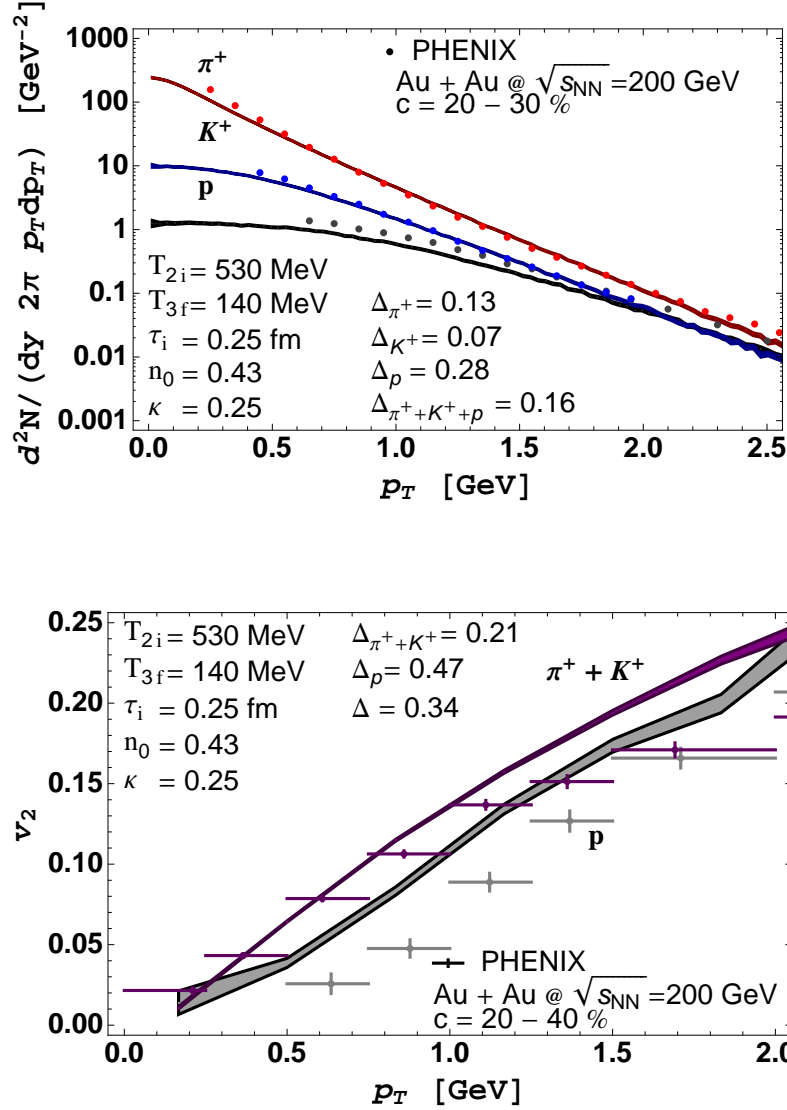 d²N/(dy 2π p_T dp_T) [GeV⁻²]
1000
100
10
1
0.1
0.01
0.001
π⁺
K⁺
p
• PHENIX
Au + Au @ √s_NN =200 GeV
c = 20 – 30 %
T_2i = 530 MeV
T_3f = 140 MeV
τ_i = 0.25 fm
n_0 = 0.43
κ = 0.25
Δ_π⁺ = 0.13
Δ_K⁺ = 0.07
Δ_p = 0.28
Δ_π⁺+K⁺+p = 0.16
0.0 0.5 1.0 1.5 2.0 2.5
p_T [GeV]
v_2
0.25
0.20
0.15
0.10
0.05
0.00
T_2i = 530 MeV
T_3f = 140 MeV
τ_i = 0.25 fm
n_0 = 0.43
κ = 0.25
Δ_π⁺+K⁺ = 0.21
Δ_p = 0.47
Δ = 0.34
π⁺ + K⁺
p
PHENIX
Au + Au @ √s_NN =200 GeV
c = 20 – 40 %
0.0 0.5 1.0 1.5 2.0
p_T [GeV]